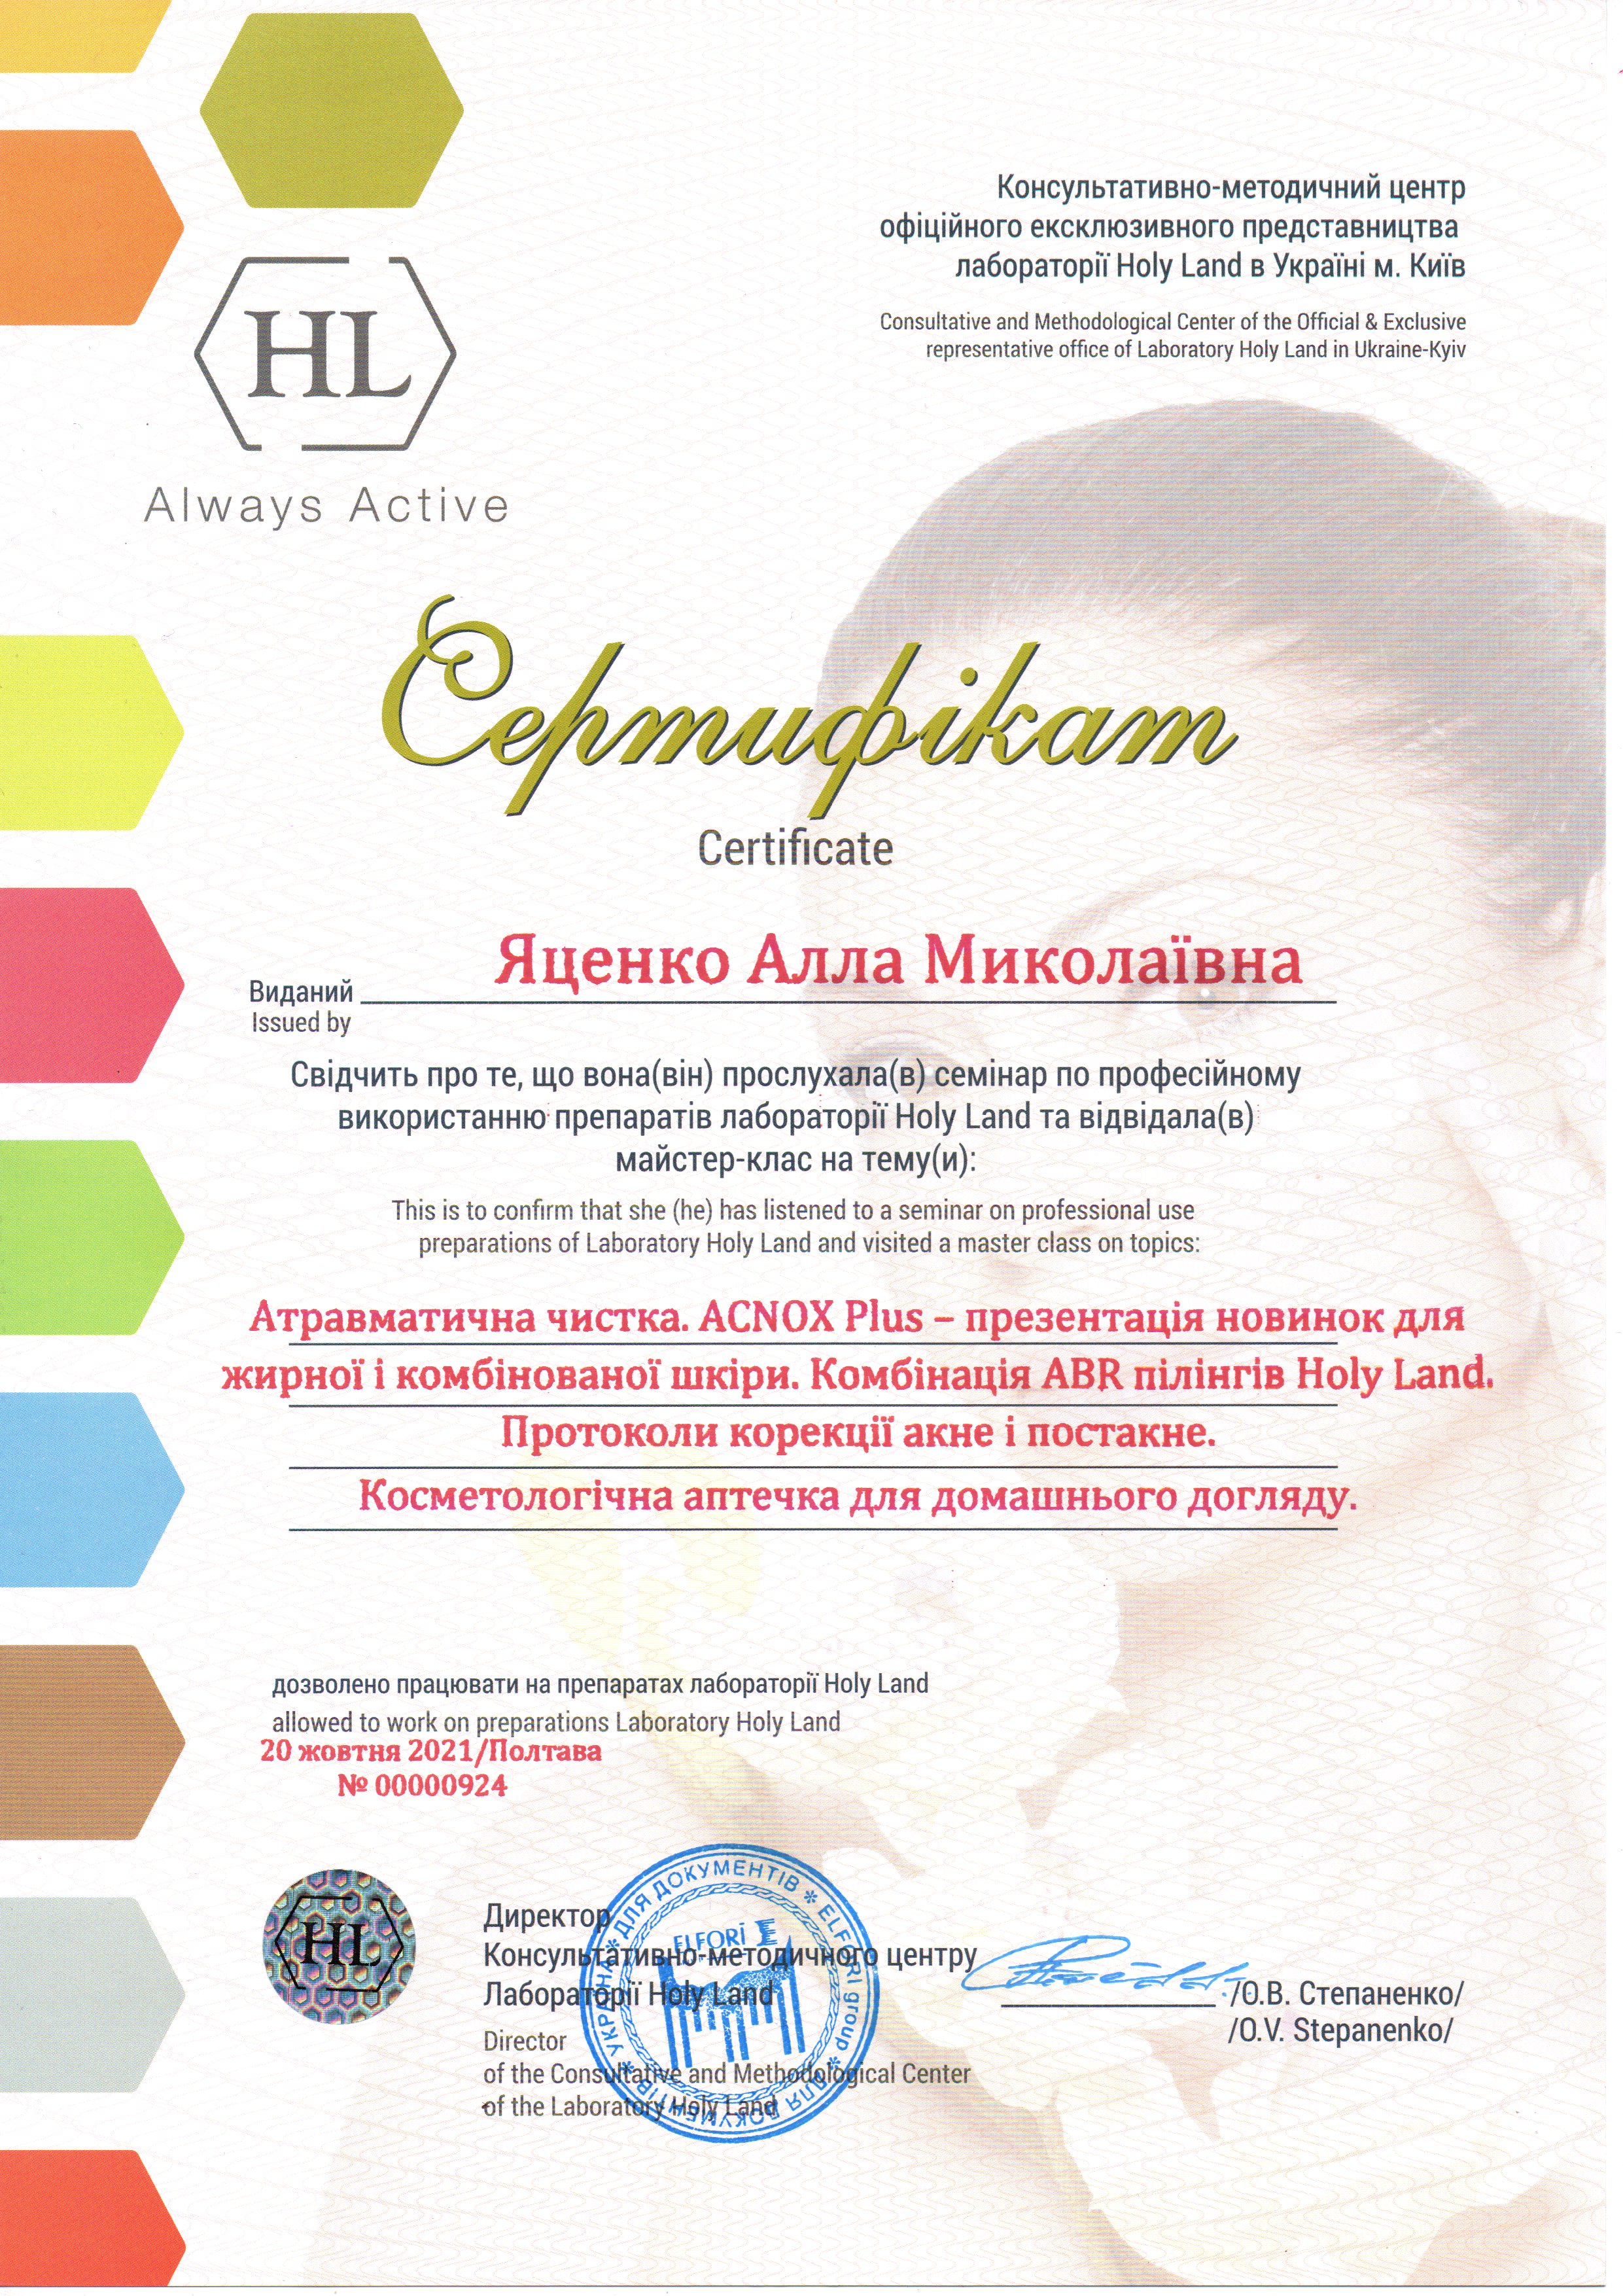 Консультативно-методичний центр
офіційного ексклюзивного представництва
лабораторії Holy Land в Україні м. Київ
Consultative and Methodological Center of the Official & Exclusive
representative office of Laboratory Holy Land in Ukraine-Kyiv
HL
Always Active
Сертифікат
Certificate
Виданий Яценко Алла Миколаївна
Issued by
Свідчить про те, що вона(він) прослухала(в) семінар по професійному
використанню препаратів лабораторії Holy Land та відвідала(в)
майстер-клас на тему(и):
This is to confirm that she (he) has listened to a seminar on professional use
preparations of Laboratory Holy Land and visited a master class on topics:
Атравматична чистка. ACNOX Plus – презентація новинок для
жирної і комбінованої шкіри. Комбінація ABR пілінгів Holy Land.
Протоколи корекції акне і постакне.
Косметологічна аптечка для домашнього догляду.
дозволено працювати на препаратах лабораторії Holy Land
allowed to work on preparations Laboratory Holy Land
20 жовтня 2021/Полтава
№ 00000924
HL
Директор
Консультативно-методичного центру
Лабораторії Holy Land
/О.В. Степаненко/
/O.V. Stepanenko/
Director
of the Consultative and Methodological Center
of the Laboratory Holy Land
УКРАЇНА * ДЛЯ ДОКУМЕНТІВ * ELFORI group * ДЛЯ ДОКУМЕНТІВ *
ELFORI